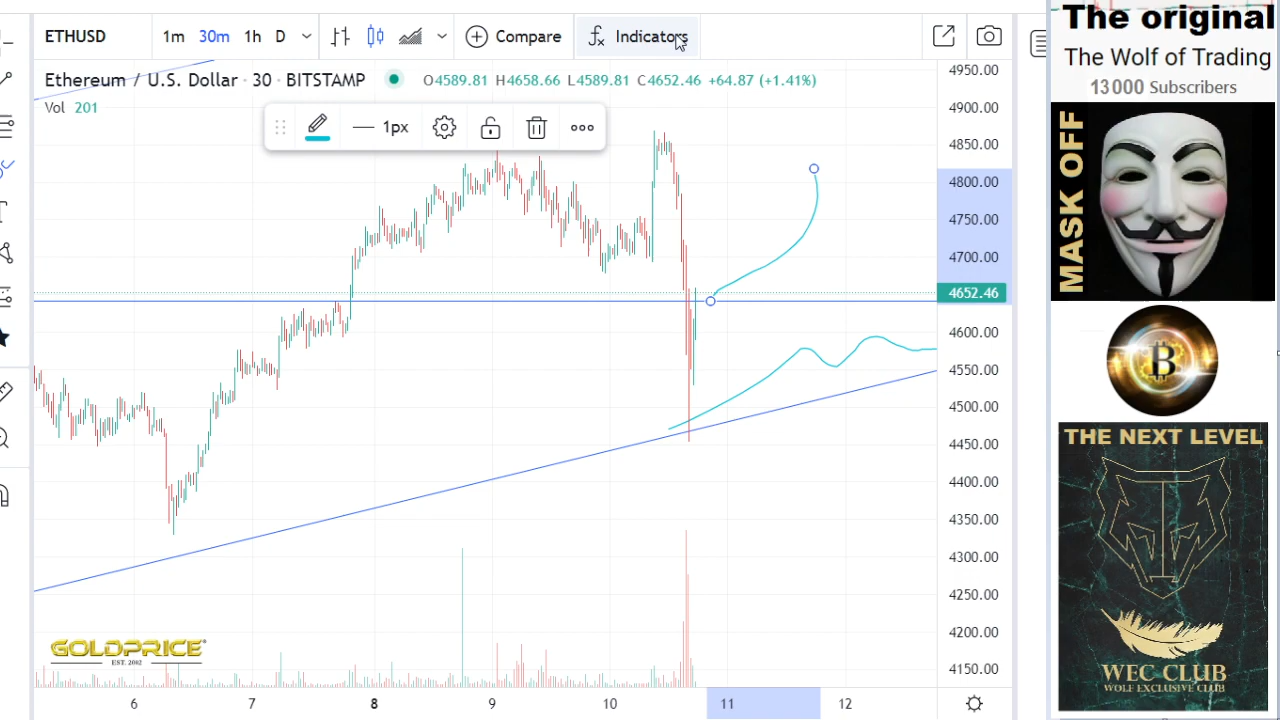 ETHUSD
1m 30m 1h D
Compare
Indicators
Ethereum / U.S. Dollar · 30 · BITSTAMP
O4589.81 H4658.66 L4589.81 C4652.46 +64.87 (+1.41%)
Vol 201
1px
4950.00
4900.00
4850.00
4800.00
4750.00
4700.00
4652.46
4600.00
4550.00
4500.00
4450.00
4400.00
4350.00
4300.00
4250.00
4200.00
4150.00
6 7 8 9 10 11 12
GOLDPRICE®
EST. 2002
The original
The Wolf of Trading
13000 Subscribers
MASK OFF
B
THE NEXT LEVEL
WEC CLUB
WOLF EXCLUSIVE CLUB